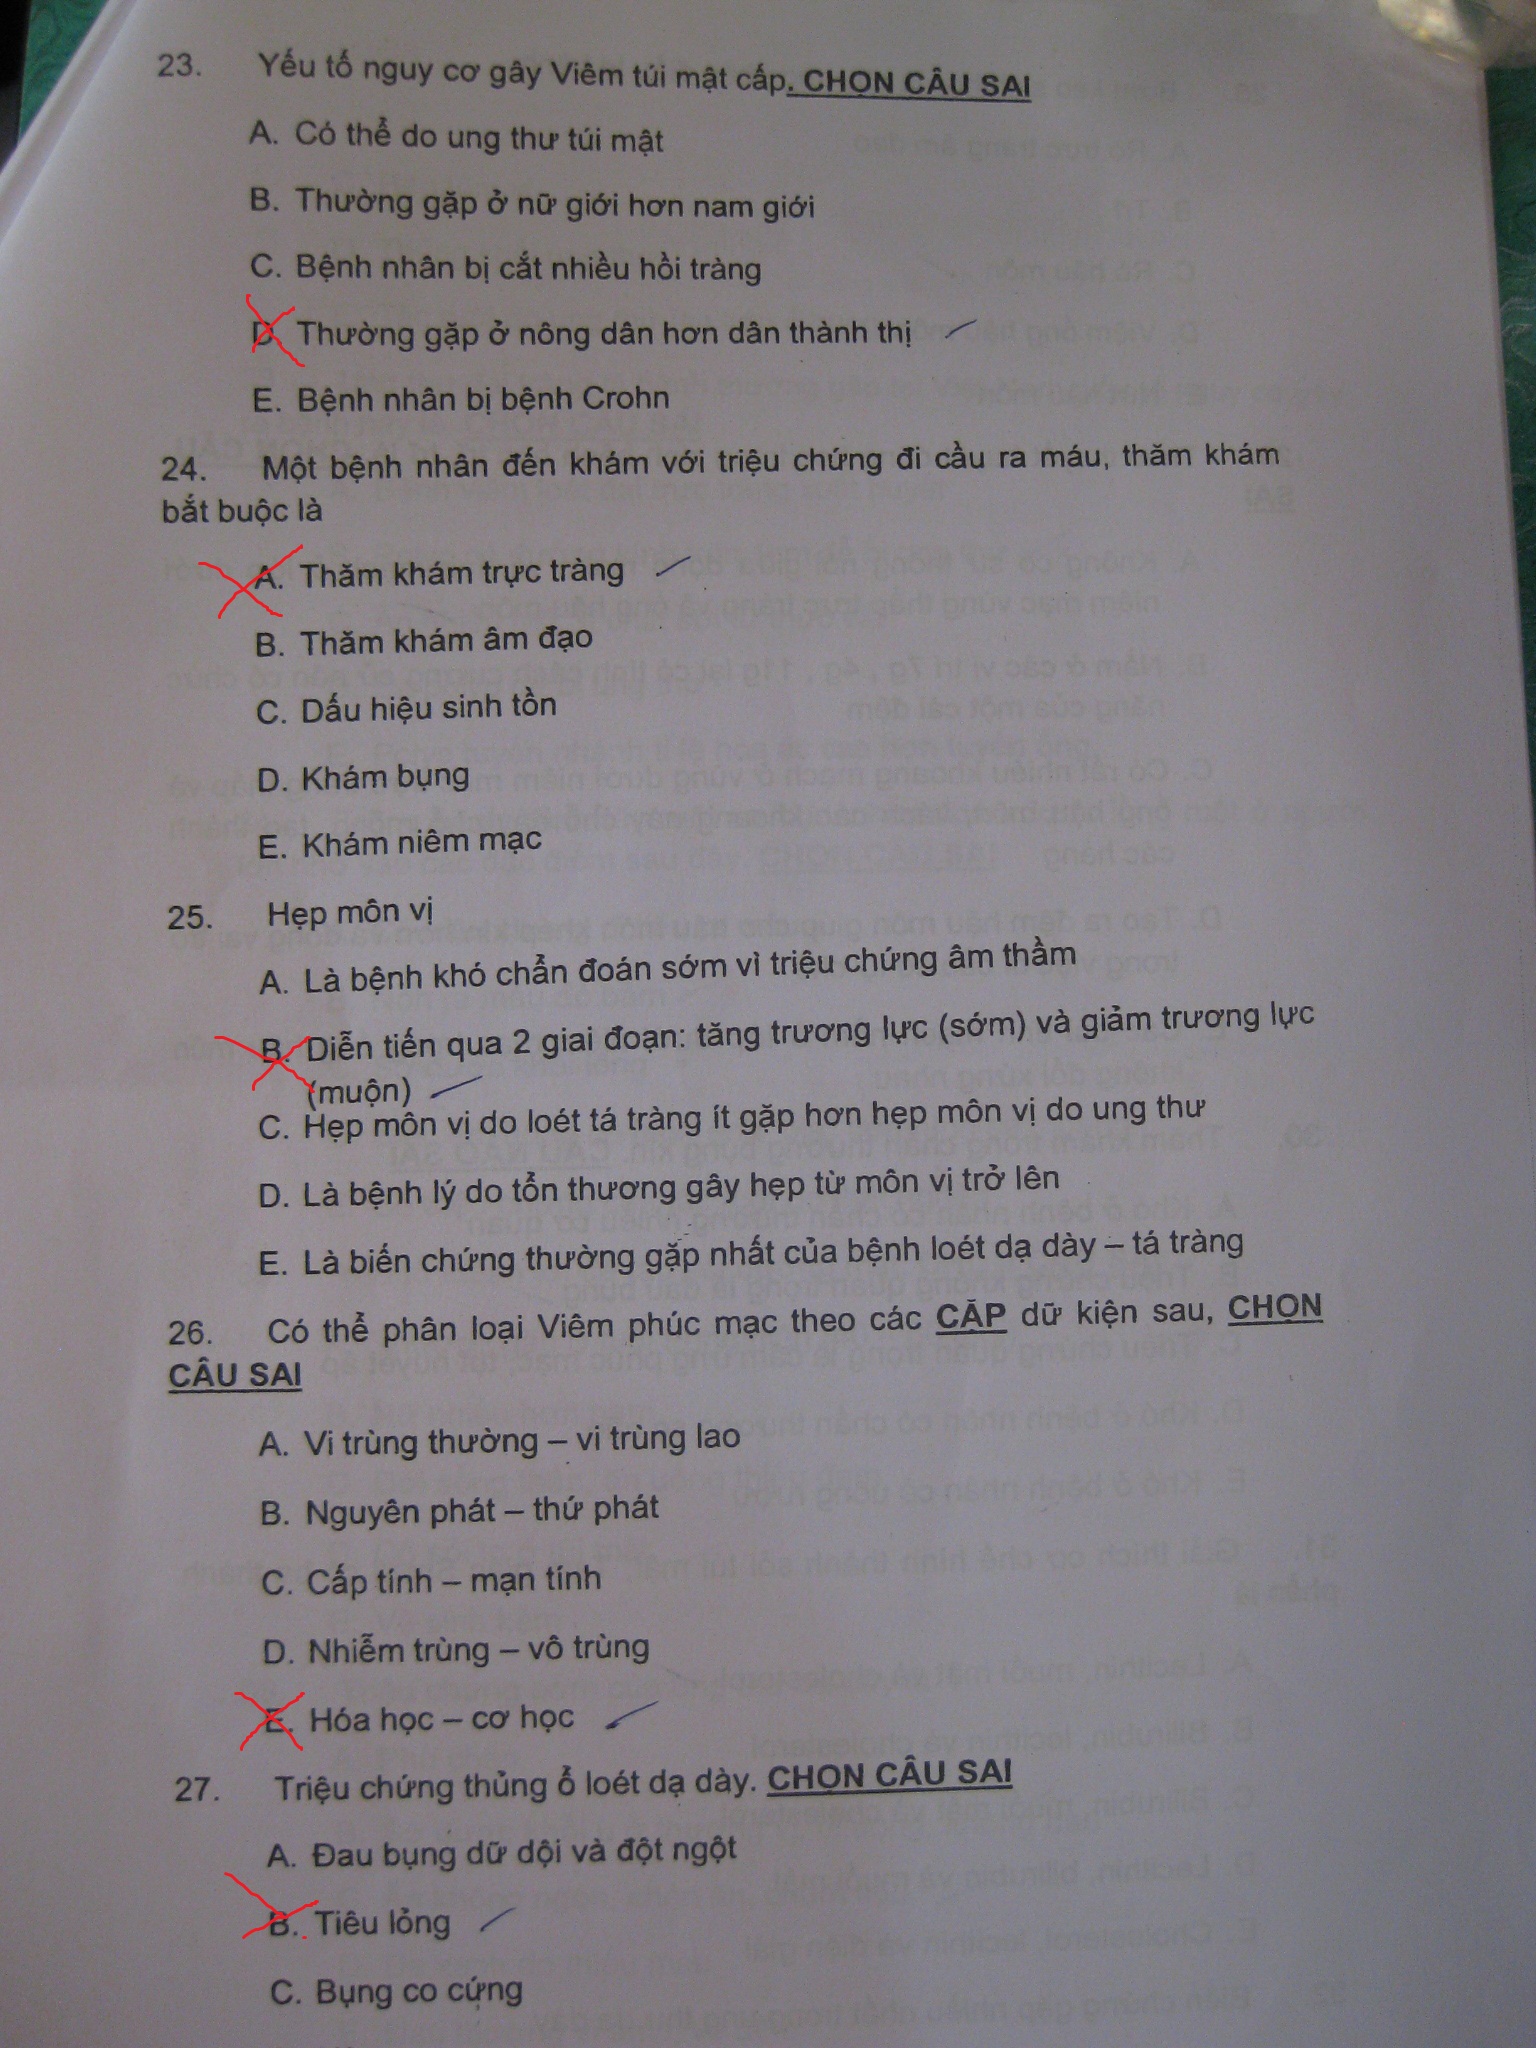 23. Yếu tố nguy cơ gây Viêm túi mật cấp. CHỌN CÂU SAI
A. Có thể do ung thư túi mật
B. Thường gặp ở nữ giới hơn nam giới
C. Bệnh nhân bị cắt nhiều hồi tràng
D. Thường gặp ở nông dân hơn dân thành thị
E. Bệnh nhân bị bệnh Crohn
24. Một bệnh nhân đến khám với triệu chứng đi cầu ra máu, thăm khám
bắt buộc là
A. Thăm khám trực tràng
B. Thăm khám âm đạo
C. Dấu hiệu sinh tồn
D. Khám bụng
E. Khám niêm mạc
25. Hẹp môn vị
A. Là bệnh khó chẩn đoán sớm vì triệu chứng âm thầm
B. Diễn tiến qua 2 giai đoạn: tăng trương lực (sớm) và giảm trương lực
(muộn)
C. Hẹp môn vị do loét tá tràng ít gặp hơn hẹp môn vị do ung thư
D. Là bệnh lý do tổn thương gây hẹp từ môn vị trở lên
E. Là biến chứng thường gặp nhất của bệnh loét dạ dày – tá tràng
26. Có thể phân loại Viêm phúc mạc theo các CẶP dữ kiện sau, CHỌN
CÂU SAI
A. Vi trùng thường – vi trùng lao
B. Nguyên phát – thứ phát
C. Cấp tính – mạn tính
D. Nhiễm trùng – vô trùng
E. Hóa học – cơ học
27. Triệu chứng thủng ổ loét dạ dày. CHỌN CÂU SAI
A. Đau bụng dữ dội và đột ngột
B. Tiêu lỏng
C. Bụng co cứng